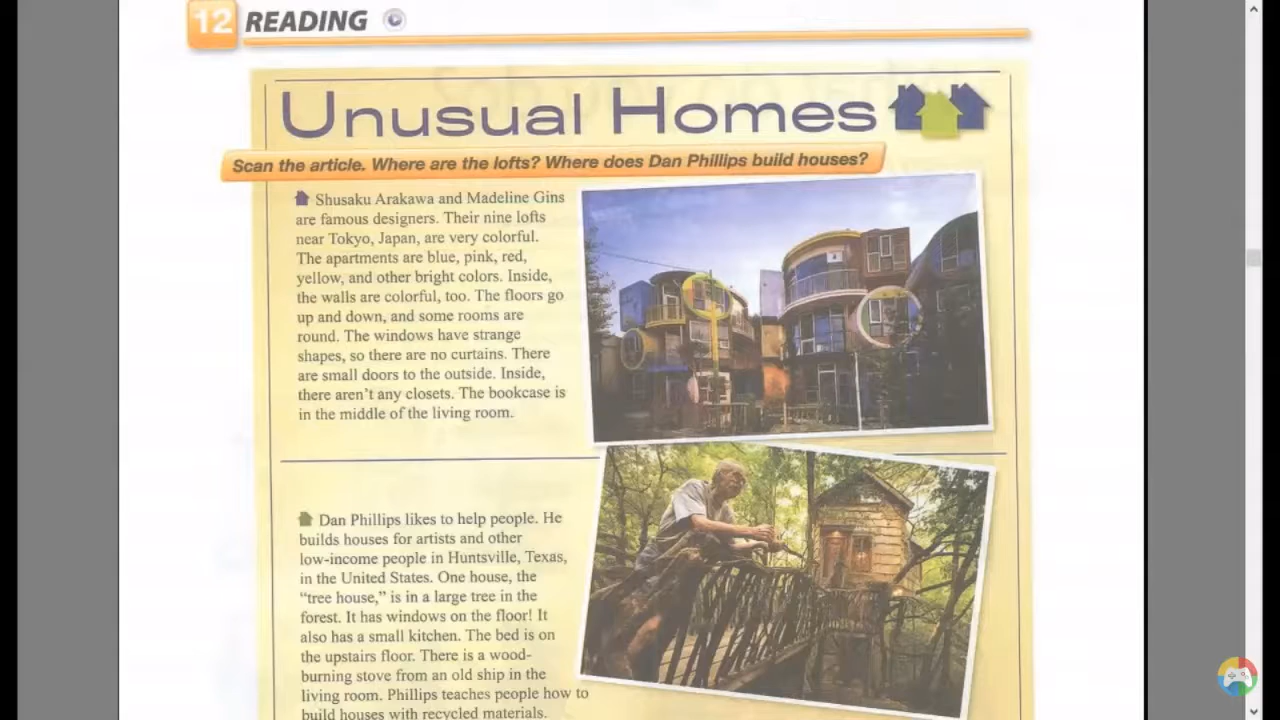 12 READING
Unusual Homes
Scan the article. Where are the lofts? Where does Dan Phillips build houses?
Shusaku Arakawa and Madeline Gins
are famous designers. Their nine lofts
near Tokyo, Japan, are very colorful.
The apartments are blue, pink, red,
yellow, and other bright colors. Inside,
the walls are colorful, too. The floors go
up and down, and some rooms are
round. The windows have strange
shapes, so there are no curtains. There
are small doors to the outside. Inside,
there aren't any closets. The bookcase is
in the middle of the living room.
Dan Phillips likes to help people. He
builds houses for artists and other
low-income people in Huntsville, Texas,
in the United States. One house, the
“tree house,” is in a large tree in the
forest. It has windows on the floor! It
also has a small kitchen. The bed is on
the upstairs floor. There is a wood-
burning stove from an old ship in the
living room. Phillips teaches people how to
build houses with recycled materials.